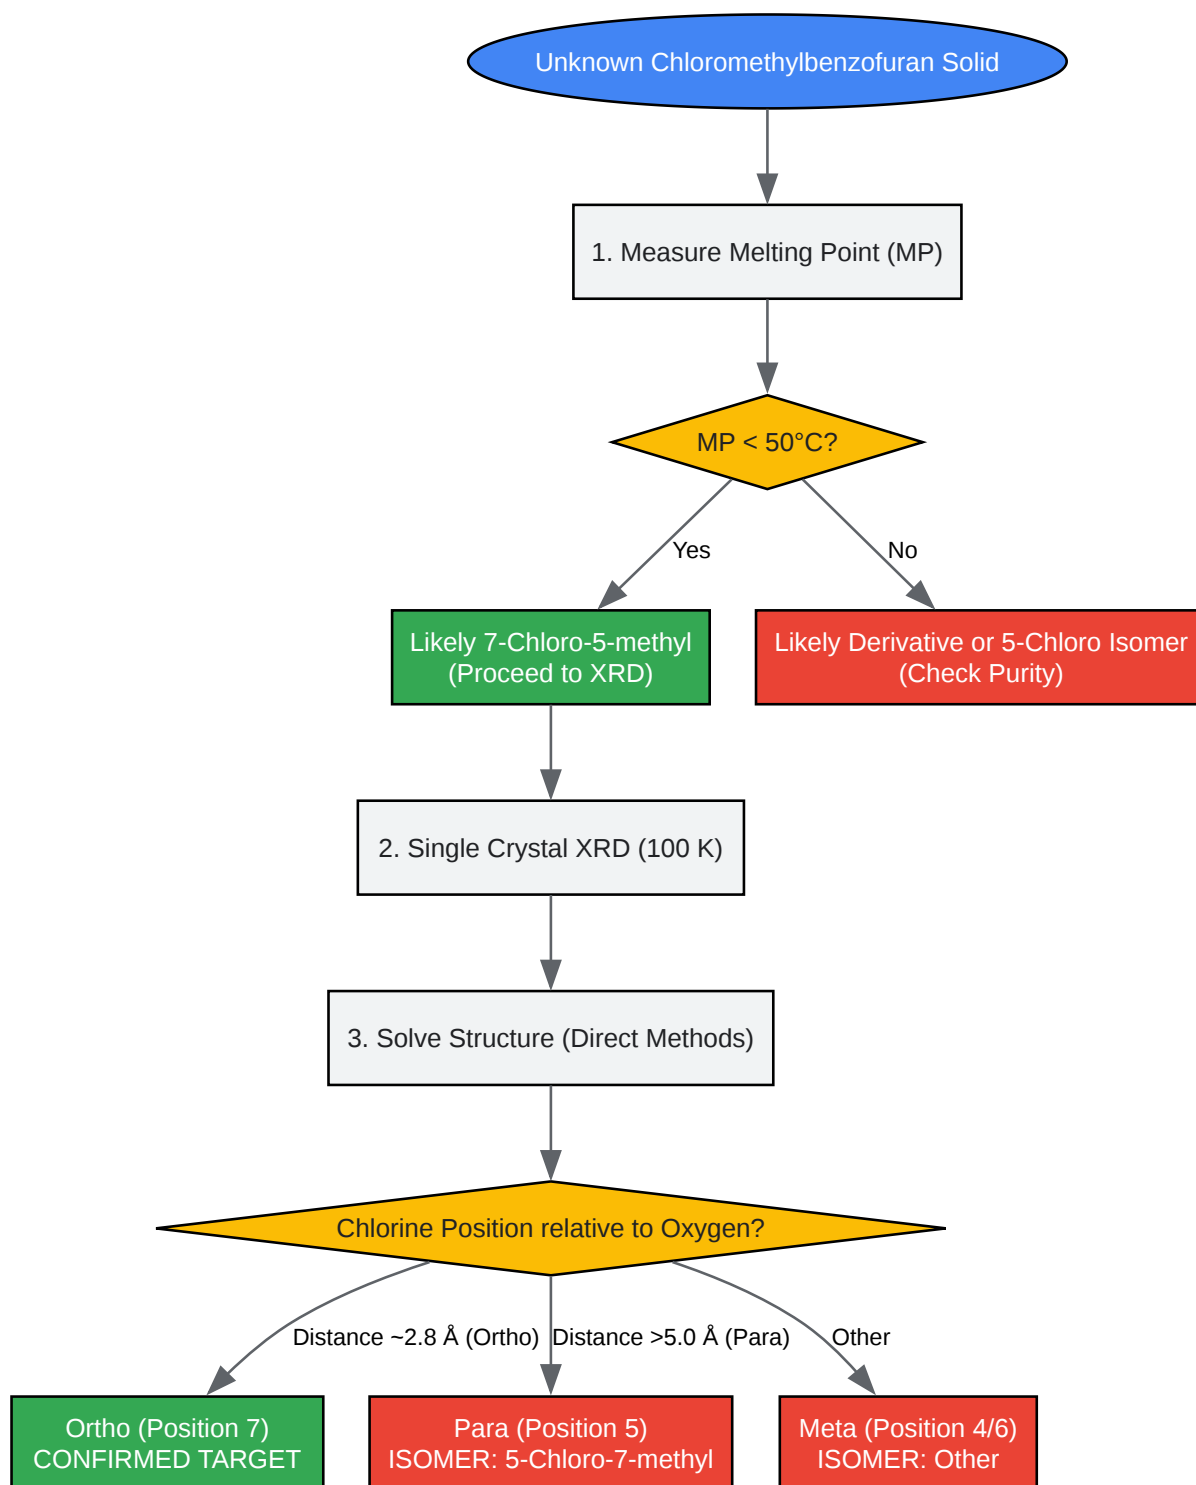 Unknown Chloromethylbenzofuran Solid
1. Measure Melting Point (MP)
MP < 50°C?
Yes
No
Likely 7-Chloro-5-methyl
(Proceed to XRD)
Likely Derivative or 5-Chloro Isomer
(Check Purity)
2. Single Crystal XRD (100 K)
3. Solve Structure (Direct Methods)
Chlorine Position relative to Oxygen?
Distance ~2.8 Å (Ortho)
Distance >5.0 Å (Para)
Other
Ortho (Position 7)
CONFIRMED TARGET
Para (Position 5)
ISOMER: 5-Chloro-7-methyl
Meta (Position 4/6)
ISOMER: Other